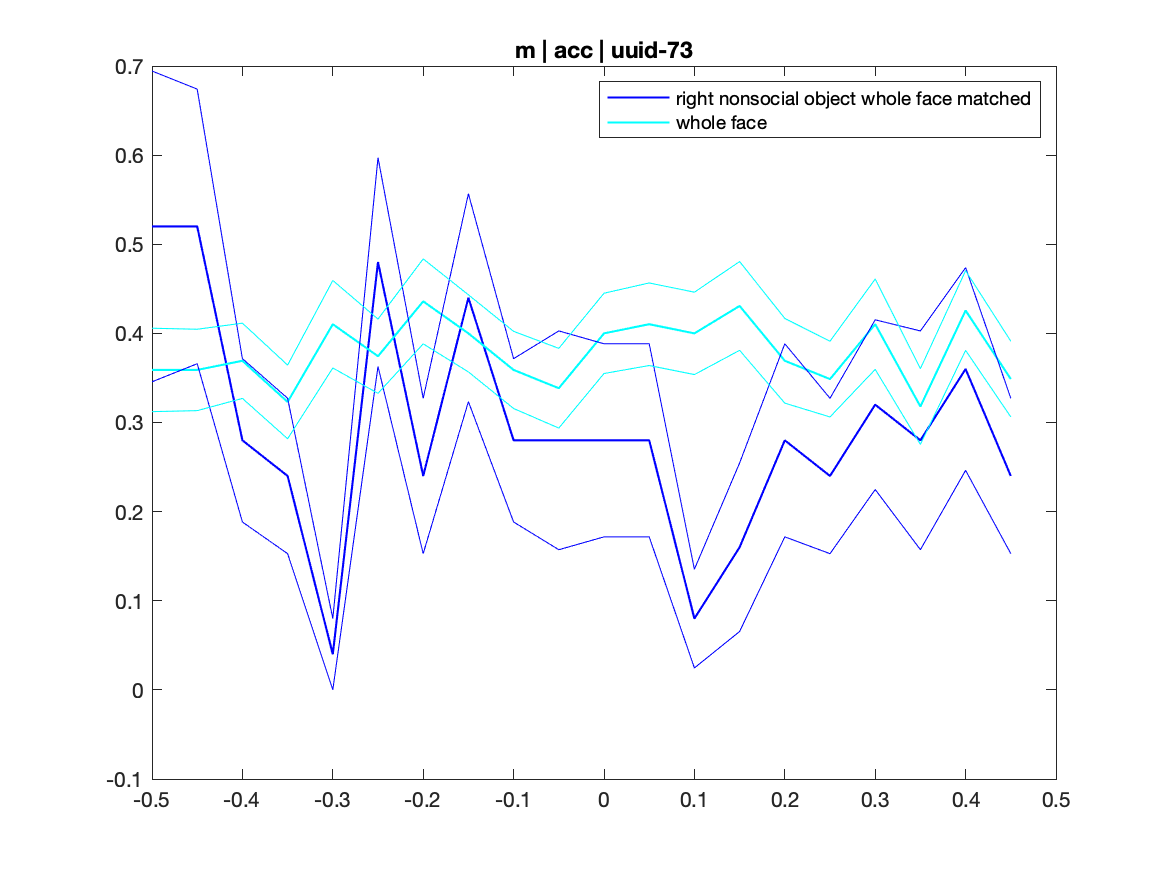 m | acc | uuid-73
right nonsocial object whole face matched
whole face
0.7
0.6
0.5
0.4
0.3
0.2
0.1
0
-0.1
-0.5 -0.4 -0.3 -0.2 -0.1 0 0.1 0.2 0.3 0.4 0.5